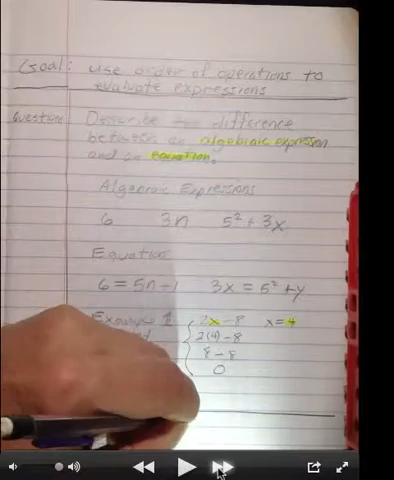 Goal: use order of operations to
evaluate expressions
Question: Describe the difference
between an algebraic expression
and an equation.
Algebraic Expressions
6 3n 5² + 3x
Equation
6 = 5n - 1 3x = 5² + y
Example 1: 2x - 8 x = 4
2(4) - 8
8 - 8
0